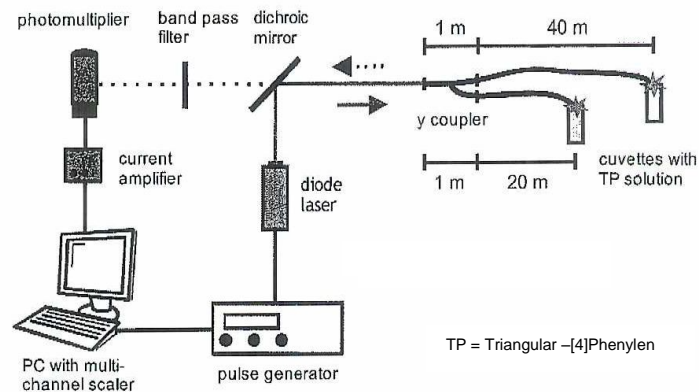 photomultiplier
band pass
filter
dichroic
mirror
1 m
40 m
y coupler
cuvettes with
TP solution
1 m
20 m
current
amplifier
diode
laser
PC with multi-
channel scaler
pulse generator
TP = Triangular –[4]Phenylen